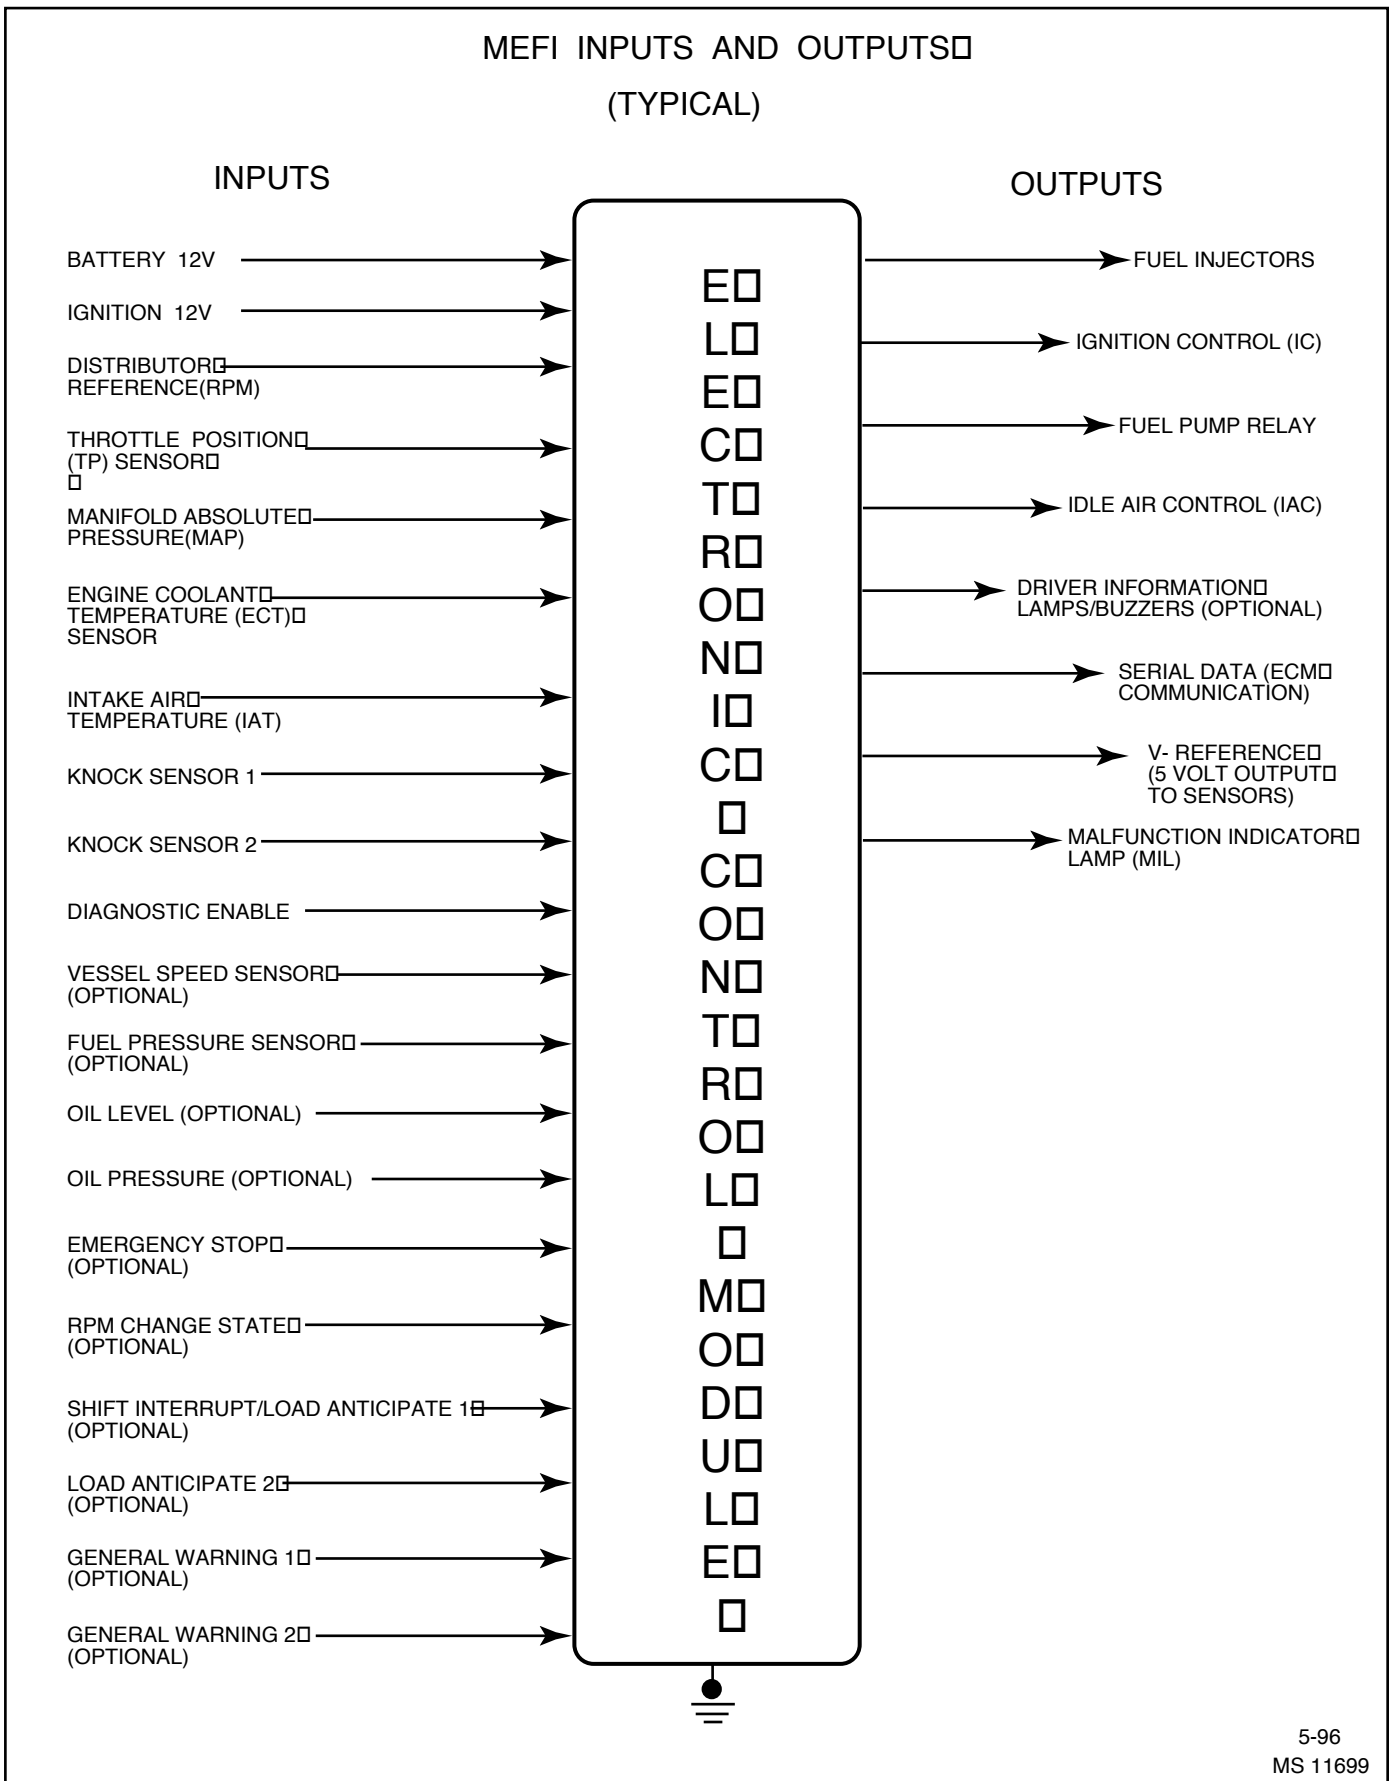 MEFI INPUTS AND OUTPUTS
(TYPICAL)
INPUTS
OUTPUTS
BATTERY 12V
IGNITION 12V
DISTRIBUTOR
REFERENCE(RPM)
THROTTLE POSITION
(TP) SENSOR
MANIFOLD ABSOLUTE
PRESSURE(MAP)
ENGINE COOLANT
TEMPERATURE (ECT)
SENSOR
INTAKE AIR
TEMPERATURE (IAT)
KNOCK SENSOR 1
KNOCK SENSOR 2
DIAGNOSTIC ENABLE
VESSEL SPEED SENSOR
(OPTIONAL)
FUEL PRESSURE SENSOR
(OPTIONAL)
OIL LEVEL (OPTIONAL)
OIL PRESSURE (OPTIONAL)
EMERGENCY STOP
(OPTIONAL)
RPM CHANGE STATE
(OPTIONAL)
SHIFT INTERRUPT/LOAD ANTICIPATE 1
(OPTIONAL)
LOAD ANTICIPATE 2
(OPTIONAL)
GENERAL WARNING 1
(OPTIONAL)
GENERAL WARNING 2
(OPTIONAL)
E
L
E
C
T
R
O
N
I
C
C
O
N
T
R
O
L
M
O
D
U
L
E
FUEL INJECTORS
IGNITION CONTROL (IC)
FUEL PUMP RELAY
IDLE AIR CONTROL (IAC)
DRIVER INFORMATION
LAMPS/BUZZERS (OPTIONAL)
SERIAL DATA (ECM
COMMUNICATION)
V- REFERENCE
(5 VOLT OUTPUT
TO SENSORS)
MALFUNCTION INDICATOR
LAMP (MIL)
5-96
MS 11699